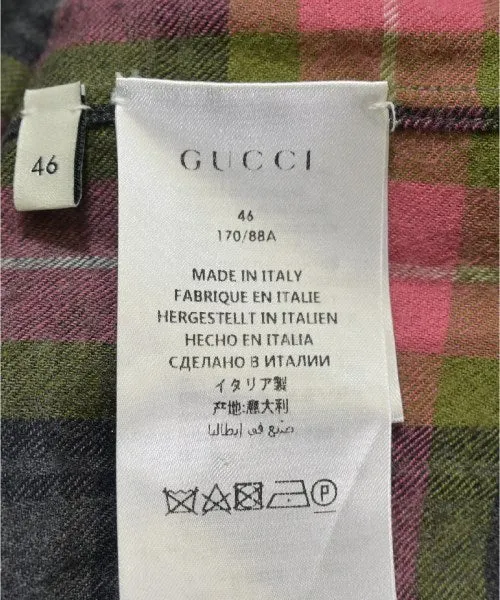 46
GUCCI
46
170/88A
MADE IN ITALY
FABRIQUE EN ITALIE
HERGESTELLT IN ITALIEN
HECHO EN ITALIA
СДЕЛАНО В ИТАЛИИ
イタリア製
产地:意大利
صنع في إيطاليا
P